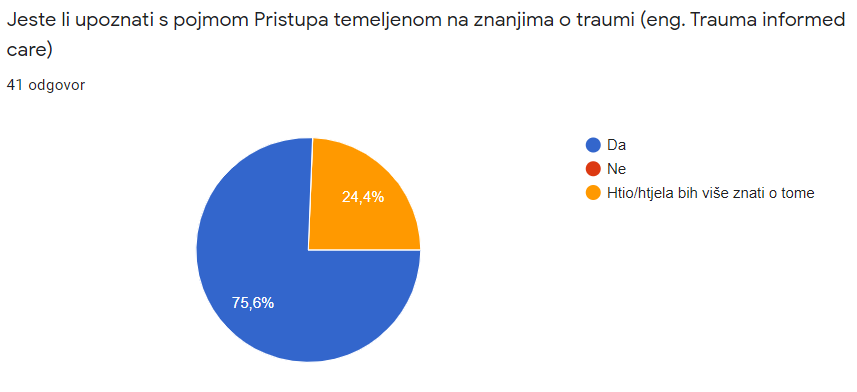 Jeste li upoznati s pojmom Pristupa temeljenom na znanjima o traumi (eng. Trauma informed
care)
41 odgovor
Da
Ne
Htio/htjela bih više znati o tome
24,4%
75,6%